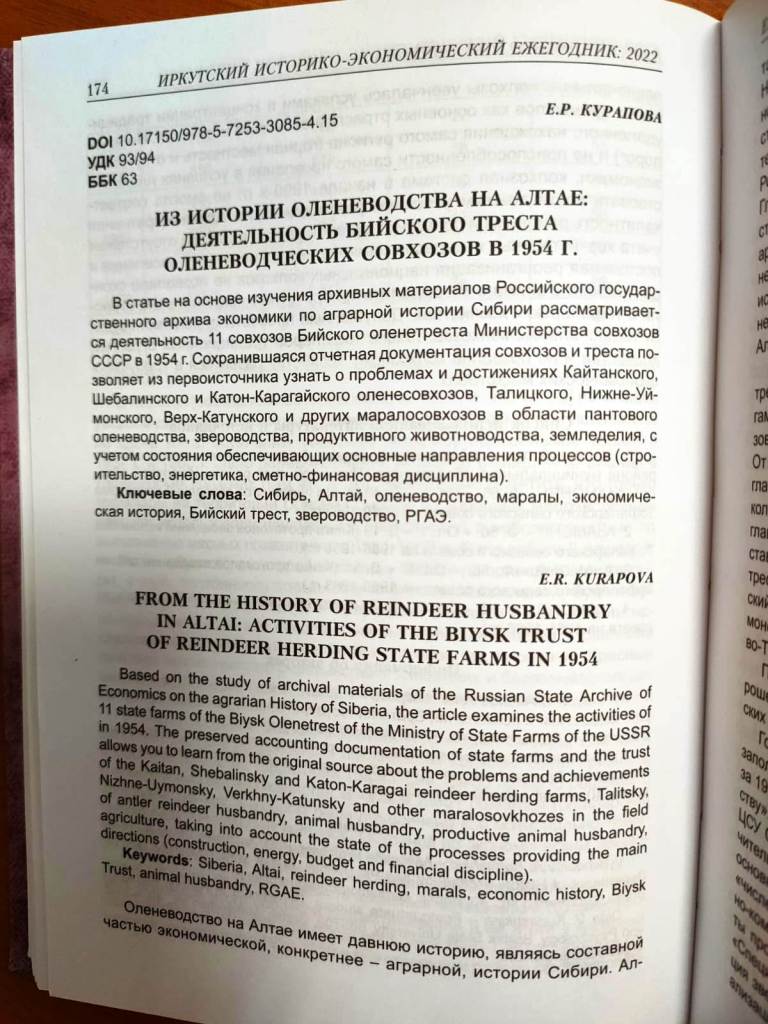 174
ИРКУТСКИЙ ИСТОРИКО-ЭКОНОМИЧЕСКИЙ ЕЖЕГОДНИК: 2022
DOI 10.17150/978-5-7253-3085-4.15
УДК 93/94
ББК 63
Е.Р. КУРАПОВА
ИЗ ИСТОРИИ ОЛЕНЕВОДСТВА НА АЛТАЕ:
ДЕЯТЕЛЬНОСТЬ БИЙСКОГО ТРЕСТА
ОЛЕНЕВОДЧЕСКИХ СОВХОЗОВ В 1954 Г.
В статье на основе изучения архивных материалов Российского государ-
ственного архива экономики по аграрной истории Сибири рассматривает-
ся деятельность 11 совхозов Бийского оленетреста Министерства совхозов
СССР в 1954 г. Сохранившаяся отчетная документация совхозов и треста по-
зволяет из первоисточника узнать о проблемах и достижениях Кайтанского,
Шебалинского и Катон-Карагайского оленесовхозов, Талицкого, Нижне-Уй-
монского, Верх-Катунского и других маралосовхозов в области пантового
оленеводства, звероводства, продуктивного животноводства, земледелия, с
учетом состояния обеспечивающих основные направления процессов (стро-
ительство, энергетика, сметно-финансовая дисциплина).
Ключевые слова: Сибирь, Алтай, оленеводство, маралы, экономиче-
ская история, Бийский трест, звероводство, РГАЭ.
E.R. KURAPOVA
FROM THE HISTORY OF REINDEER HUSBANDRY
IN ALTAI: ACTIVITIES OF THE BIYSK TRUST
OF REINDEER HERDING STATE FARMS IN 1954
Based on the study of archival materials of the Russian State Archive of
Economics on the agrarian History of Siberia, the article examines the activities of
11 state farms of the Biysk Olenetrest of the Ministry of State Farms of the USSR
in 1954. The preserved accounting documentation of state farms and the trust
allows you to learn from the original source about the problems and achievements
of the Kaitan, Shebalinsky and Katon-Karagai reindeer herding farms, Talitsky,
Nizhne-Uymonsky, Verkhny-Katunsky and other maralosovkhozes in the field
of antler reindeer husbandry, animal husbandry, productive animal husbandry,
agriculture, taking into account the state of the processes providing the main
directions (construction, energy, budget and financial discipline).
Keywords: Siberia, Altai, reindeer herding, marals, economic history, Biysk
Trust, animal husbandry, RGAE.
Оленеводство на Алтае имеет давнюю историю, являясь составной
частью экономической, конкретнее – аграрной, истории Сибири. Ал-